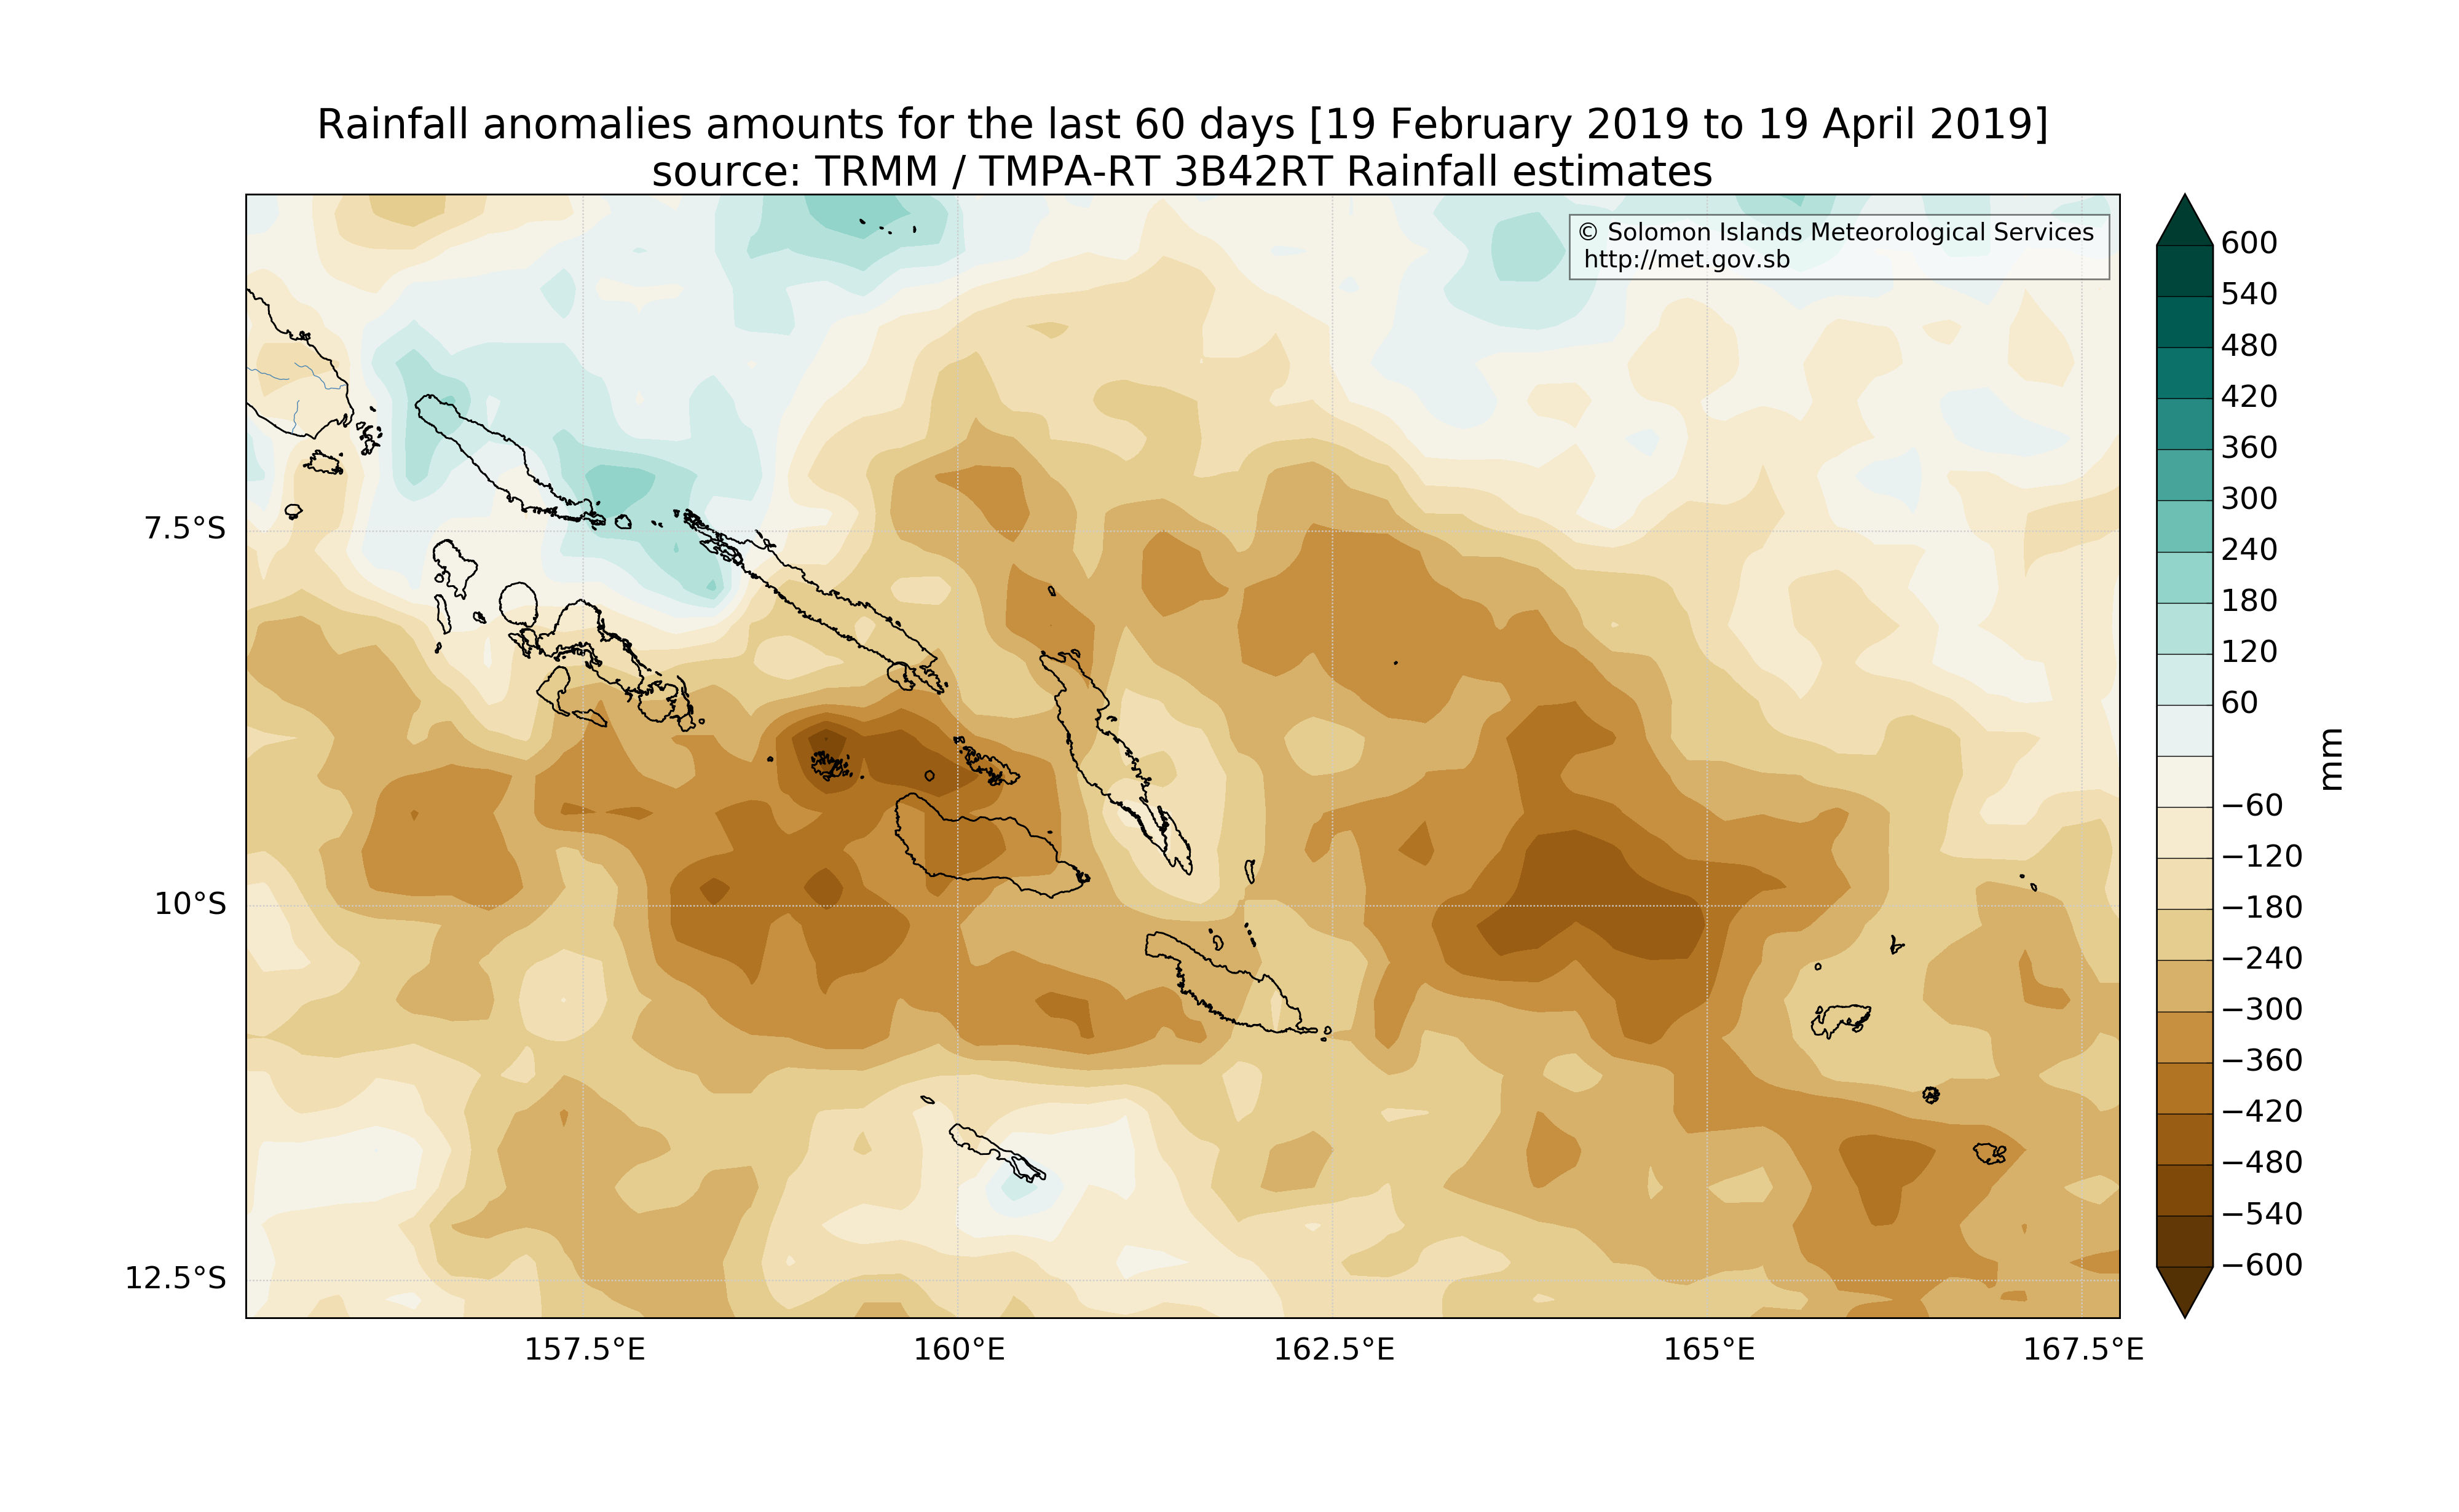 Rainfall anomalies amounts for the last 60 days [19 February 2019 to 19 April 2019]
source: TRMM / TMPA-RT 3B42RT Rainfall estimates
© Solomon Islands Meteorological Services
http://met.gov.sb
7.5°S
10°S
12.5°S
157.5°E
160°E
162.5°E
165°E
167.5°E
600
540
480
420
360
300
240
180
120
60
−60
−120
−180
−240
−300
−360
−420
−480
−540
−600
mm